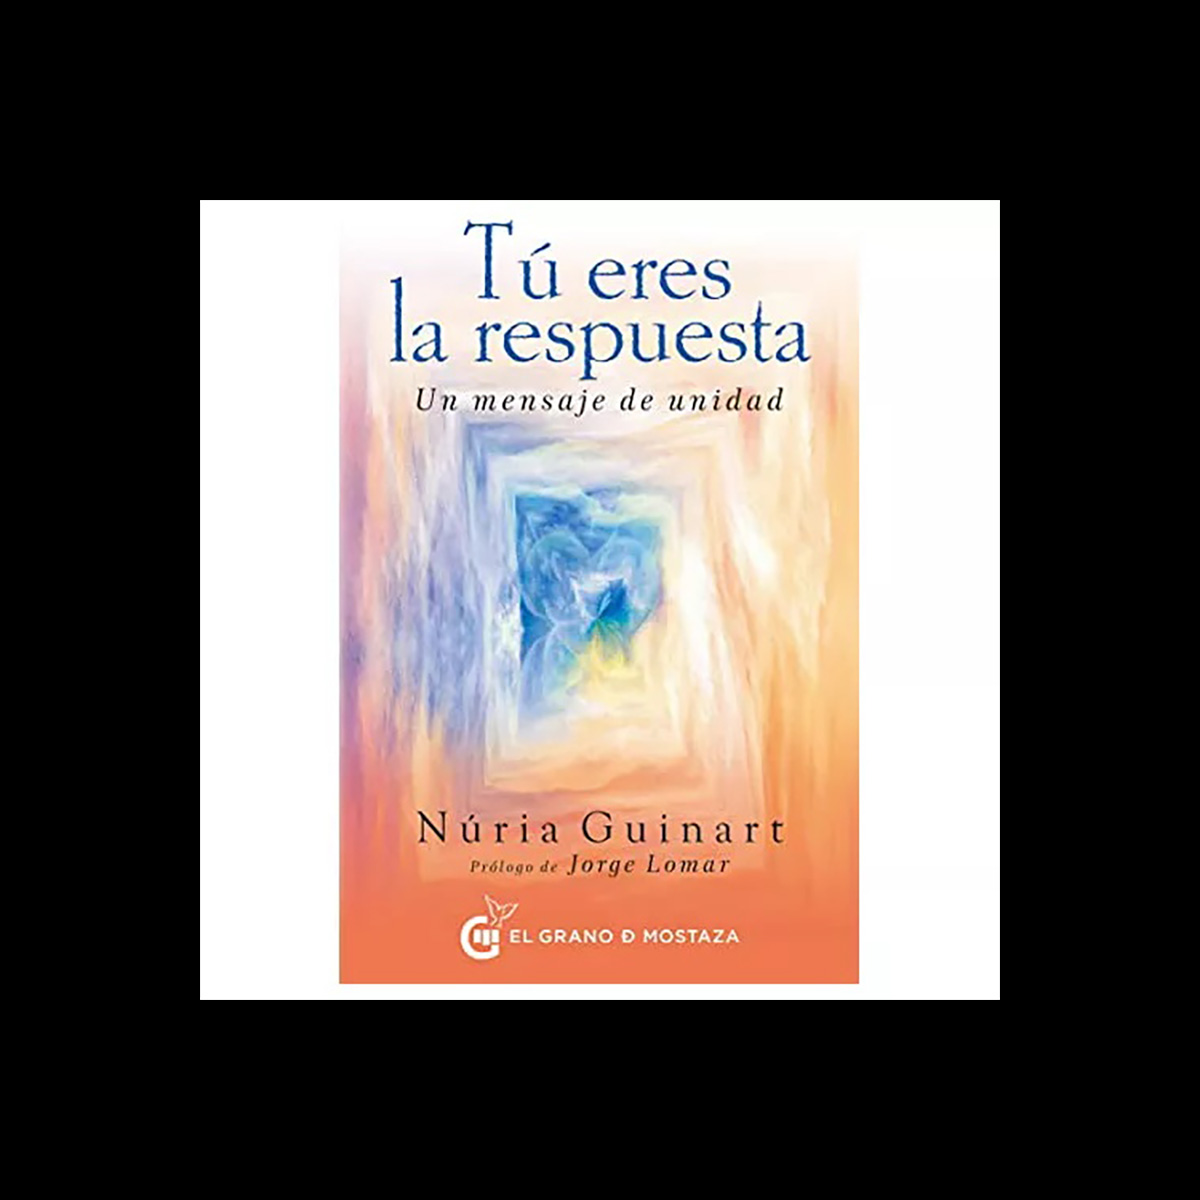 Tú eres
la respuesta
Un mensaje de unidad
Núria Guinart
Prólogo de Jorge Lomar
EL GRANO Đ MOSTAZA